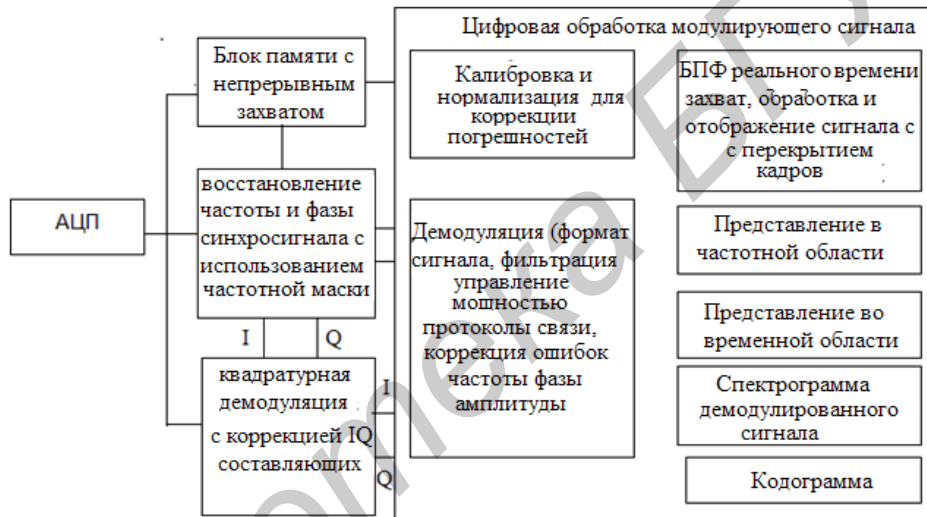 Цифровая обработка модулирующего сигнала
Блок памяти с
непрерывным
захватом
Калибровка и
нормализация для
коррекции
погрешностей
БПФ реального времени
захват, обработка и
отображение сигнала с
с перекрытием
кадров
АЦП
восстановление
частоты и фазы
синхросигнала с
использованием
частотной маски
Демодуляция (формат
сигнала, фильтрация
управление
мощностью
протоколы связи,
коррекция ошибок
частоты фазы
амплитуды
Представление в
частотной области
Представление во
временной области
I
Q
квадратурная
демодуляция
с коррекцией IQ
составляющих
I
Q
Спектрограмма
демодулированного
сигнала
Кодограмма